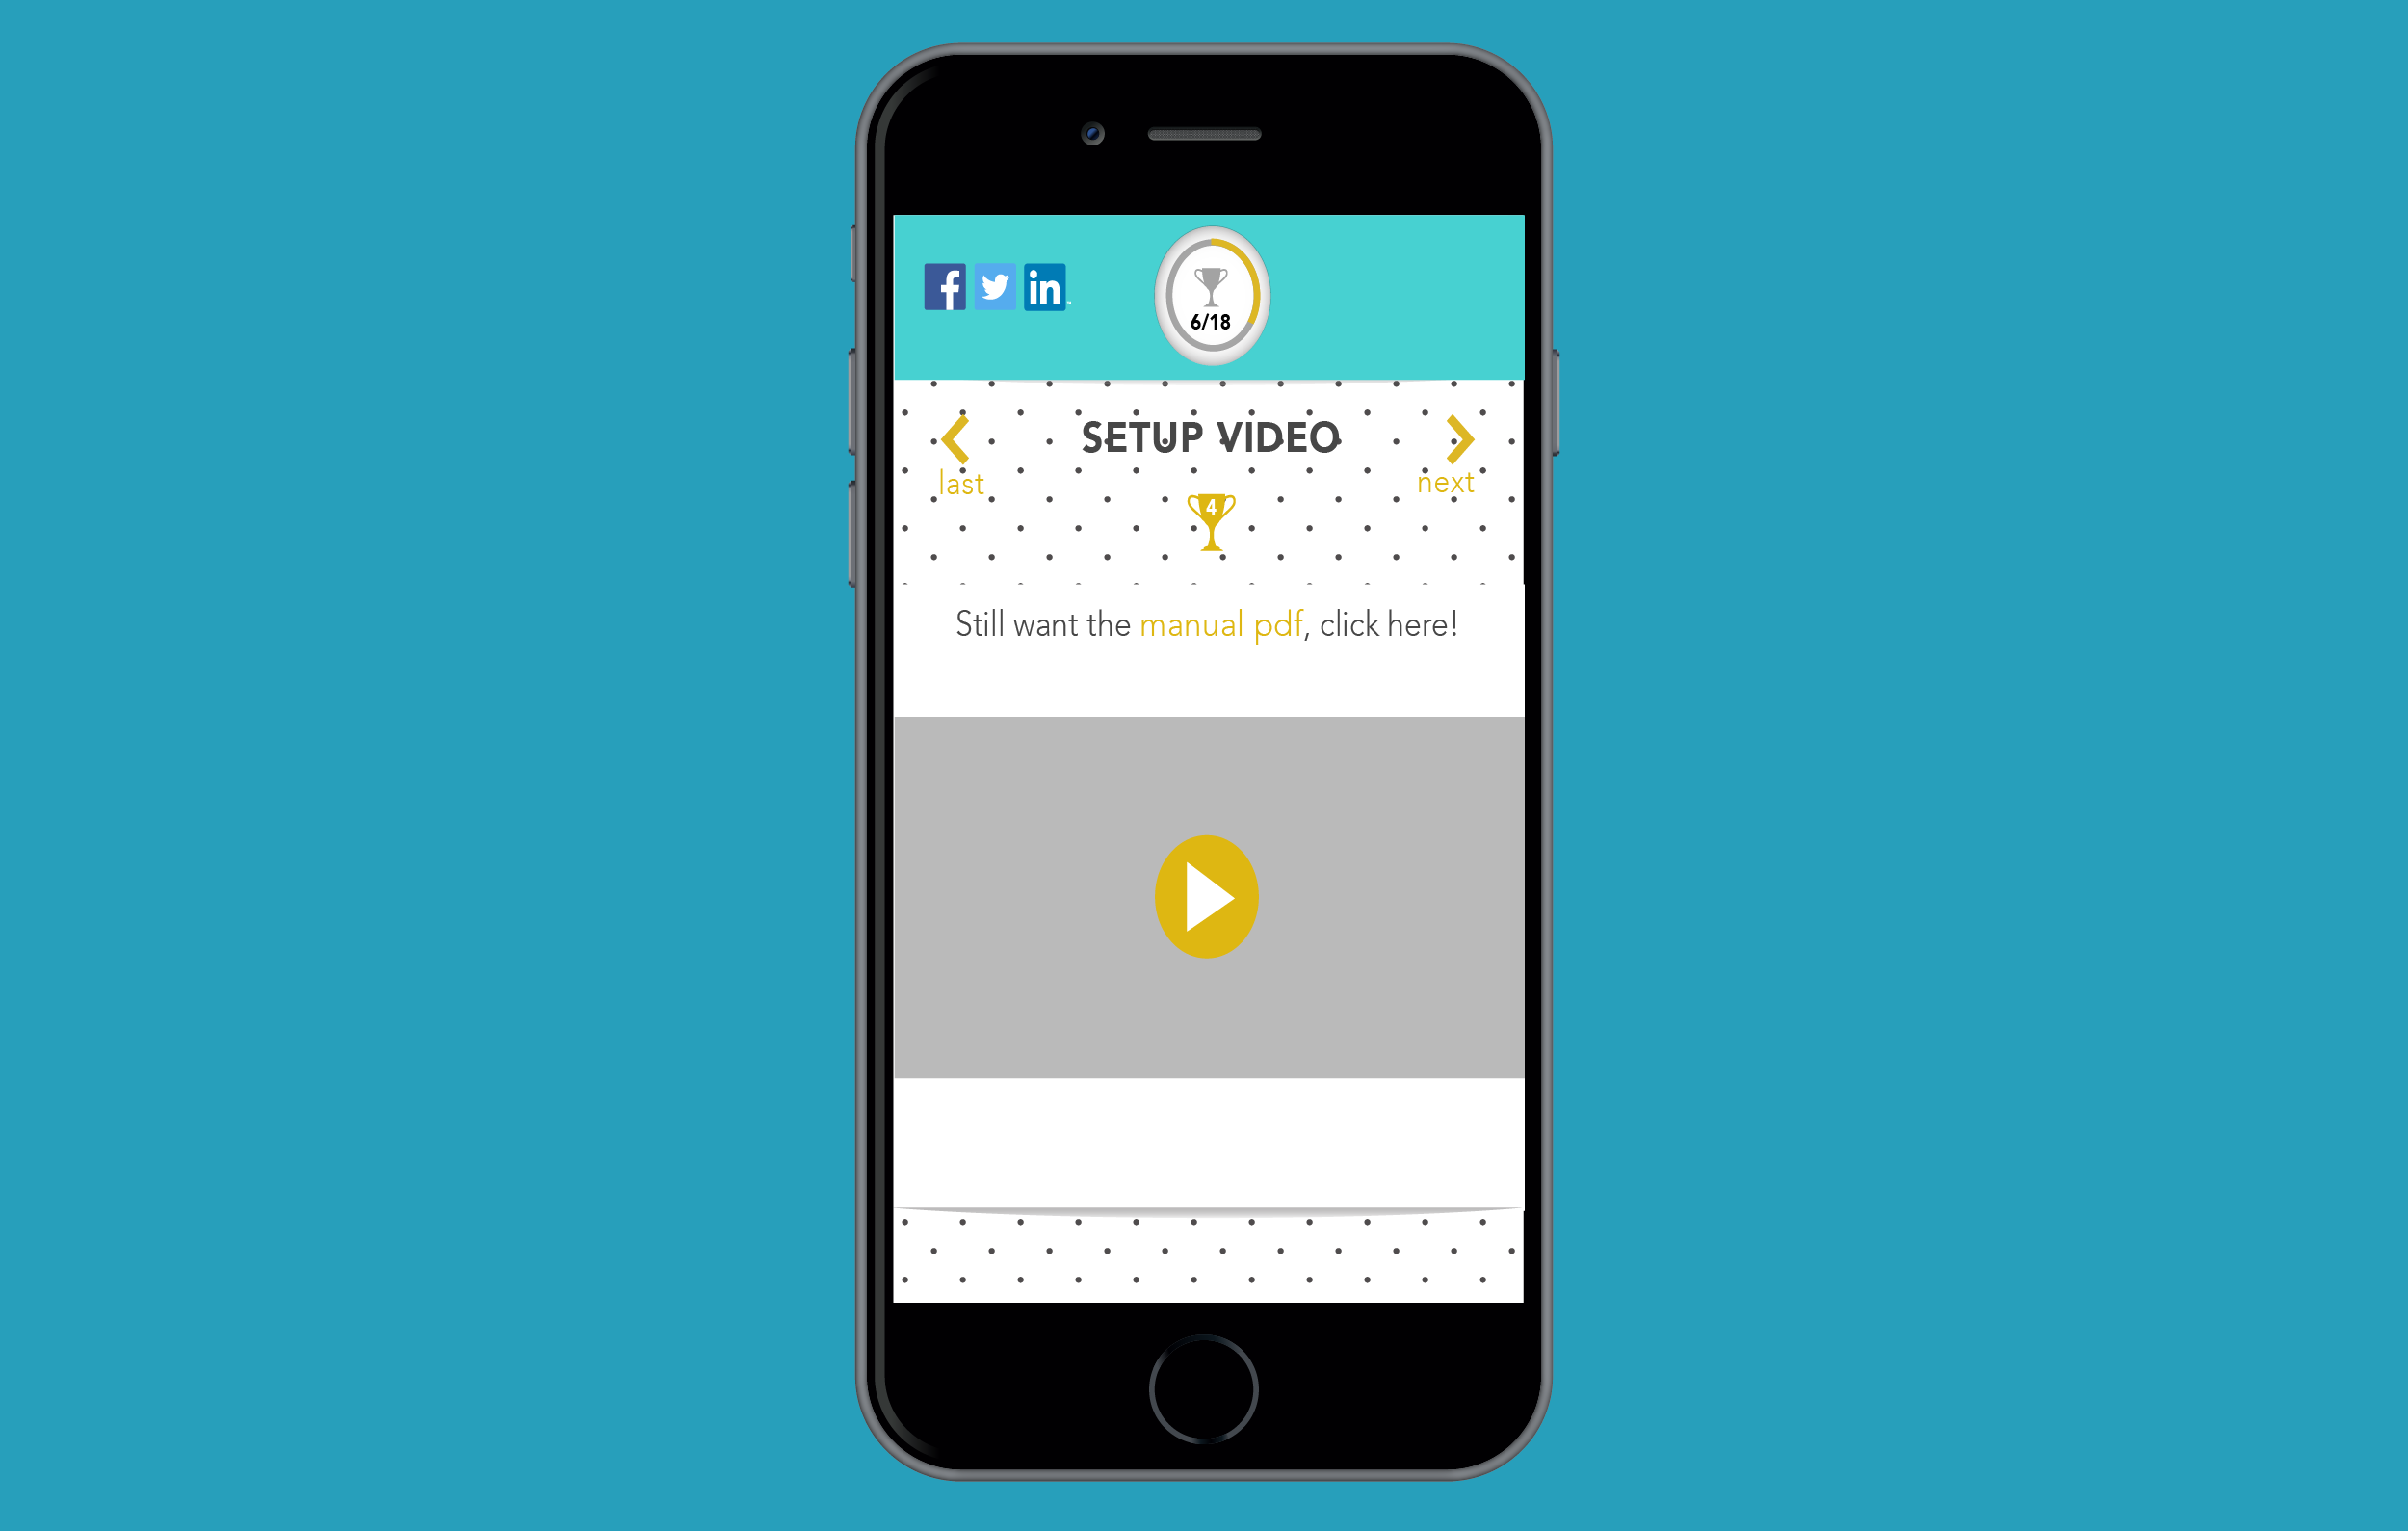 f
in
6/18
SETUP VIDEO
last
next
4
Still want the manual pdf, click here!